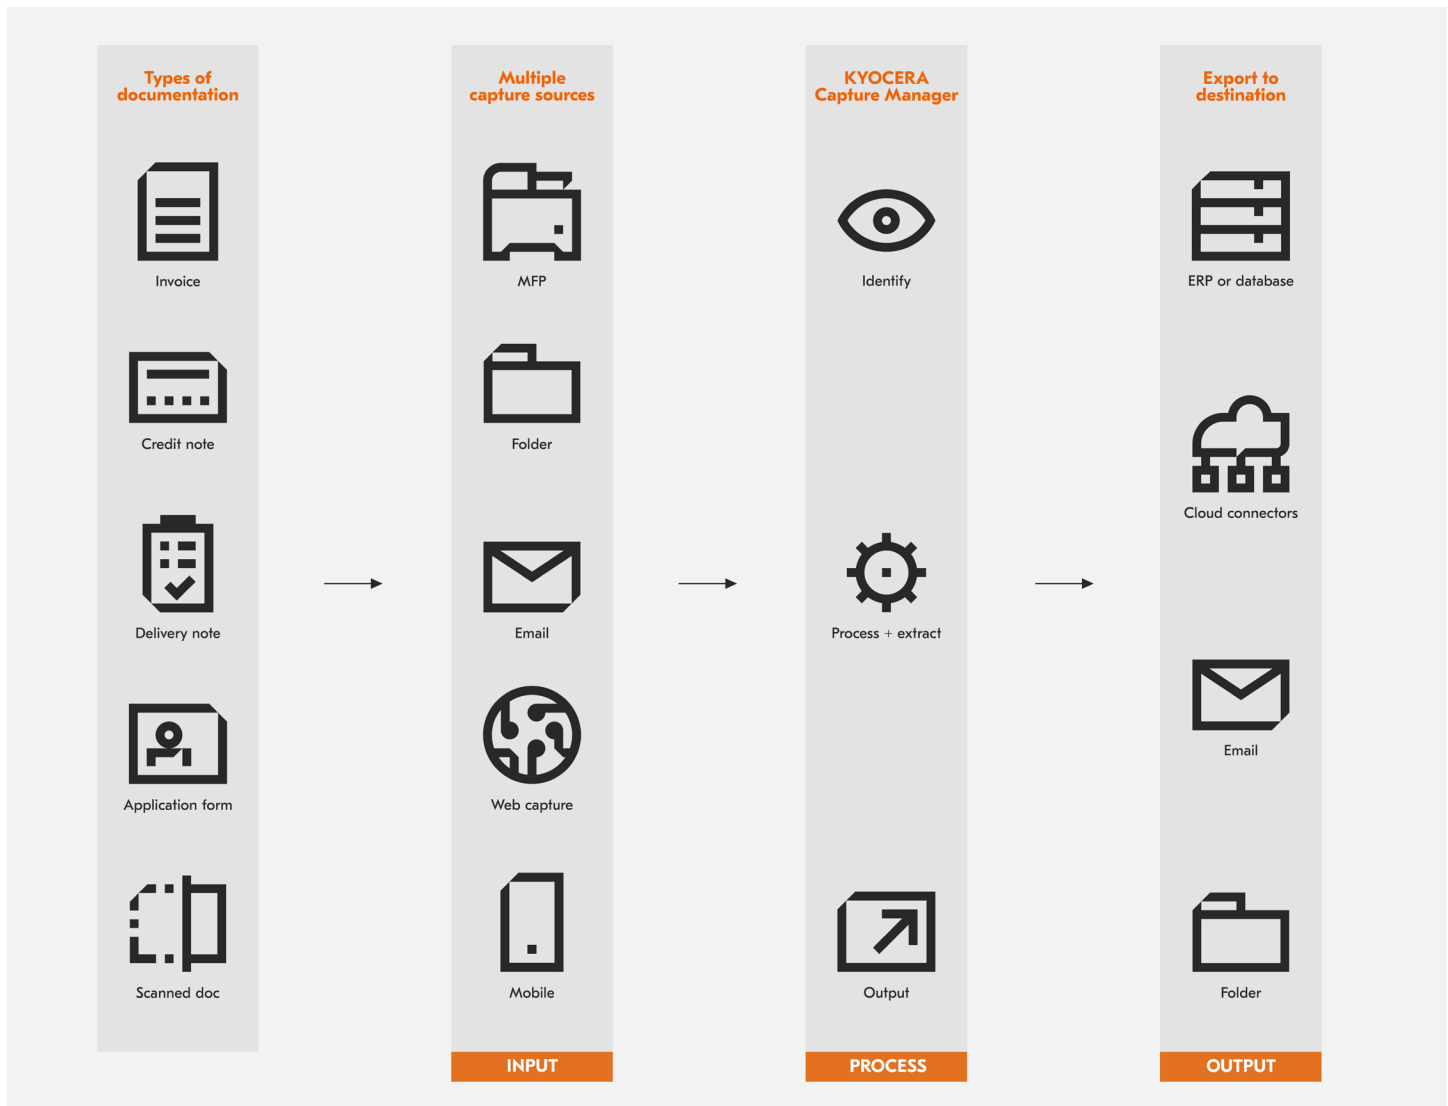 Types of
documentation
Invoice
Credit note
Delivery note
Application form
Scanned doc
Multiple
capture sources
MFP
Folder
Email
Web capture
Mobile
INPUT
KYOCERA
Capture Manager
Identify
Process + extract
Output
PROCESS
Export to
destination
ERP or database
Cloud connectors
Email
Folder
OUTPUT